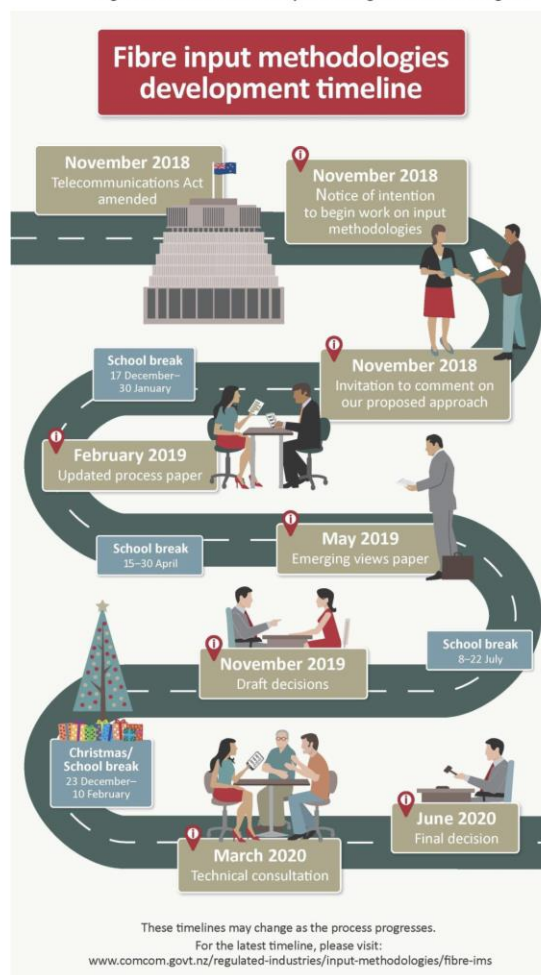 Fibre input methodologies
development timeline
November 2018
Telecommunications Act
amended
November 2018
Notice of intention
to begin work on input
methodologies
School break
17 December–
30 January
November 2018
Invitation to comment on
our proposed approach
February 2019
Updated process paper
School break
15–30 April
May 2019
Emerging views paper
School break
8–22 July
November 2019
Draft decisions
Christmas/
School break
23 December–
10 February
March 2020
Technical consultation
June 2020
Final decision
These timelines may change as the process progresses.
For the latest timeline, please visit:
www.comcom.govt.nz/regulated-industries/input-methodologies/fibre-ims